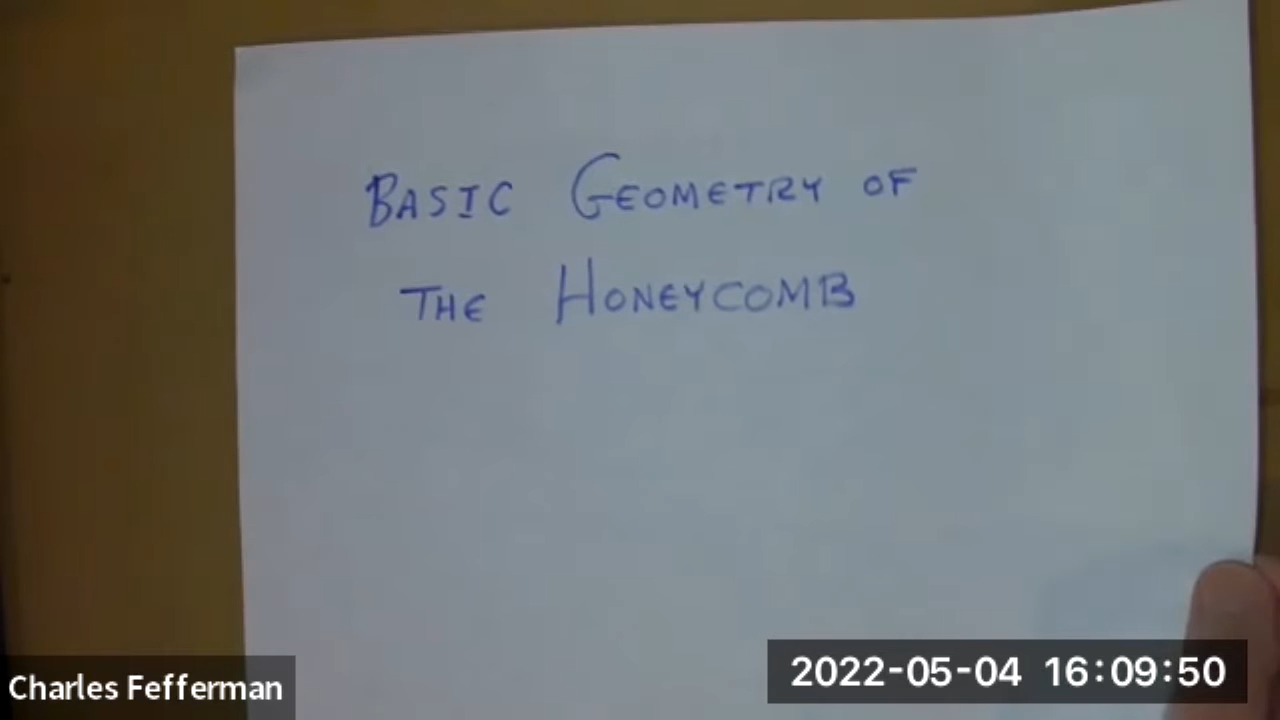 BASIC GEOMETRY OF
THE HONEYCOMB
Charles Fefferman
2022-05-04 16:09:50